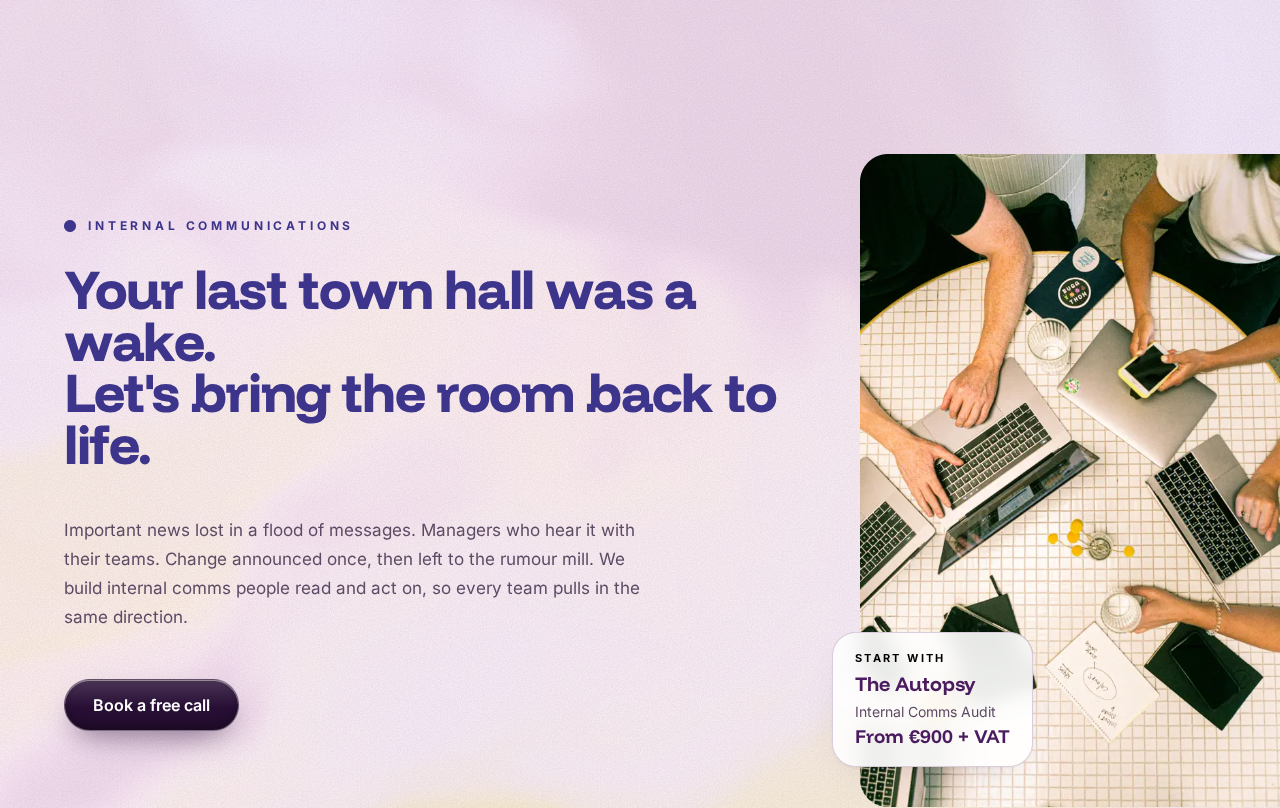 INTERNAL COMMUNICATIONS
Your last town hall was a
wake.
Let's bring the room back to
life.
Important news lost in a flood of messages. Managers who hear it with
their teams. Change announced once, then left to the rumour mill. We
build internal comms people read and act on, so every team pulls in the
same direction.
Book a free call
START WITH
The Autopsy
Internal Comms Audit
From €900 + VAT